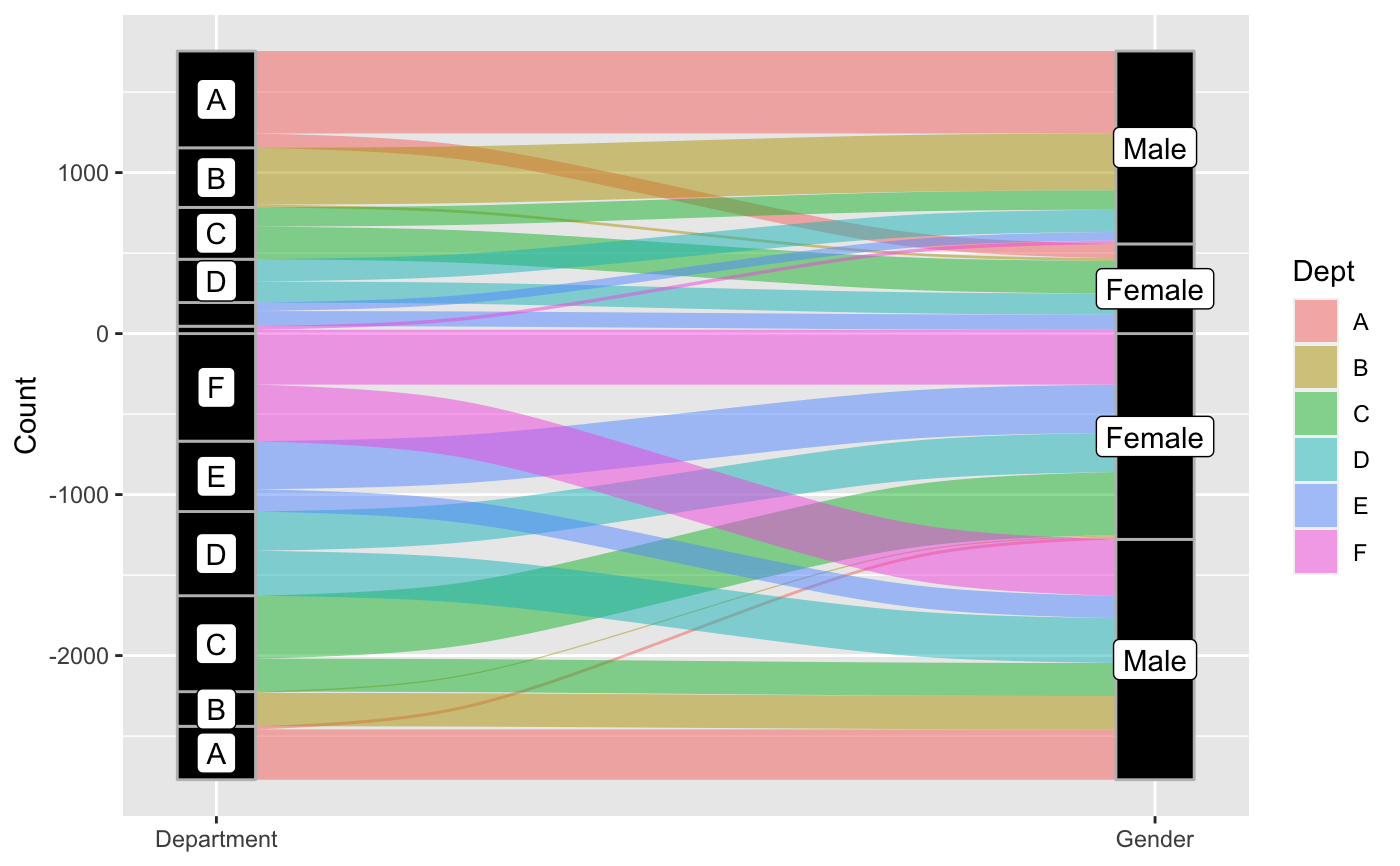 A
B
C
D
F
E
D
C
B
A
Male
Female
Female
Male
1000
0
-1000
-2000
Count
Department
Gender
Dept
A
B
C
D
E
F